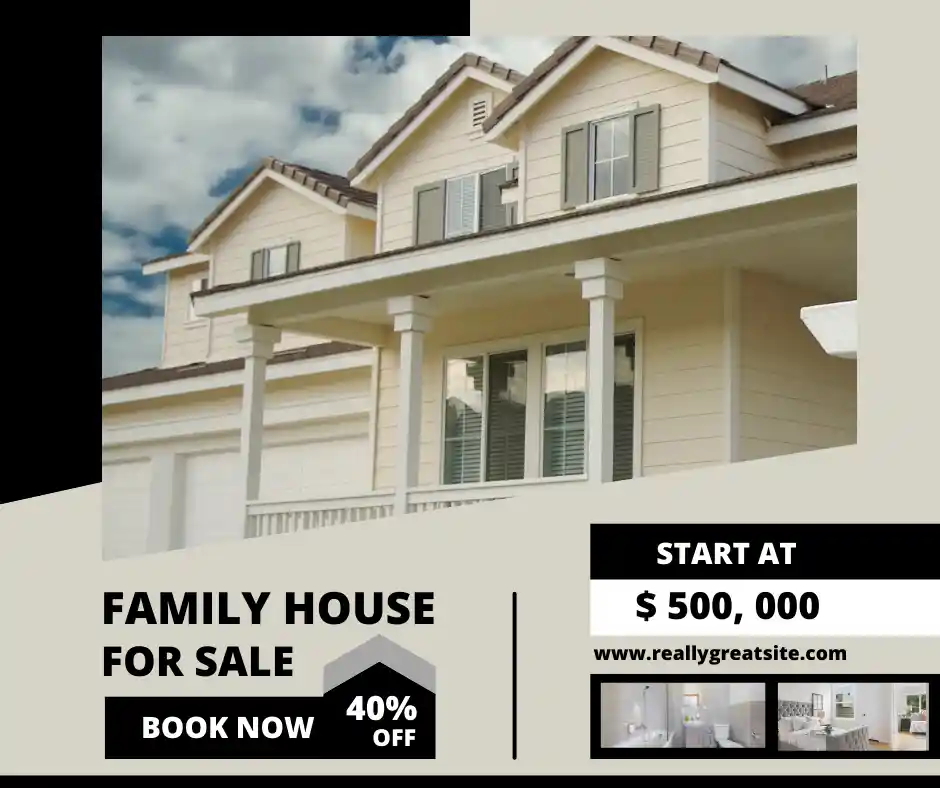 FAMILY HOUSE
FOR SALE
BOOK NOW
40%
OFF
START AT
$ 500, 000
www.reallygreatsite.com